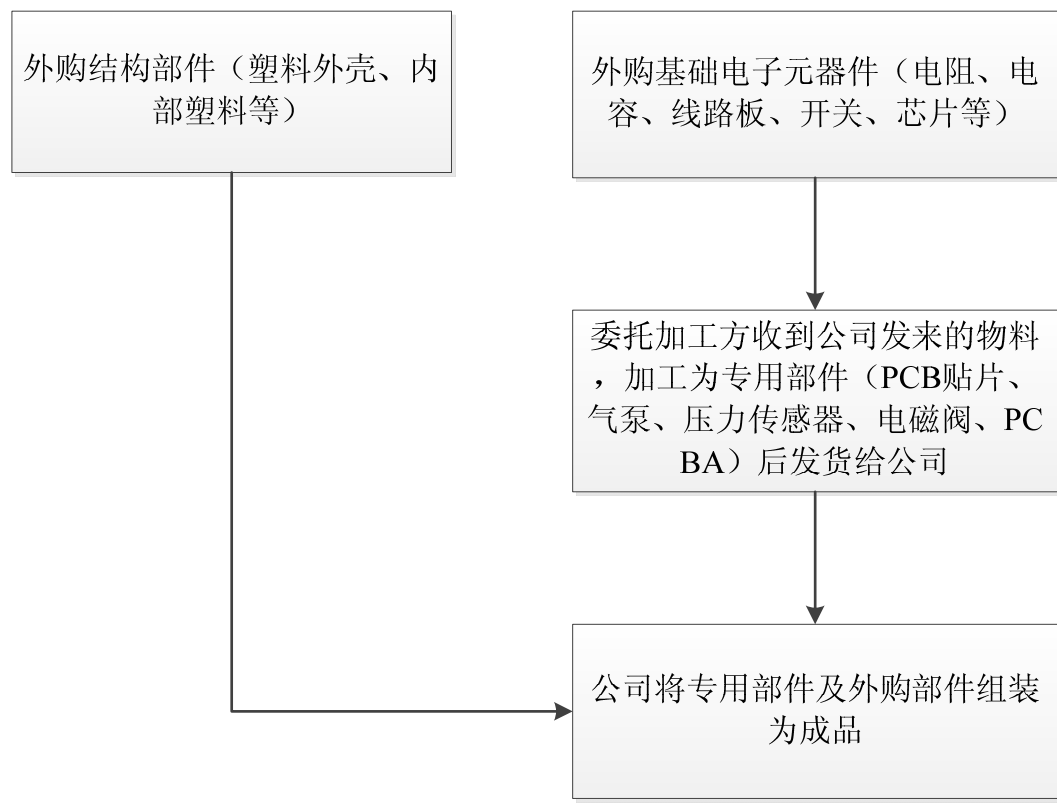 外购结构部件（塑料外壳、内
部塑料等）
外购基础电子元器件（电阻、电
容、线路板、开关、芯片等）
委托加工方收到公司发来的物料
，加工为专用部件（PCB贴片、
气泵、压力传感器、电磁阀、PC
BA）后发货给公司
公司将专用部件及外购部件组装
为成品